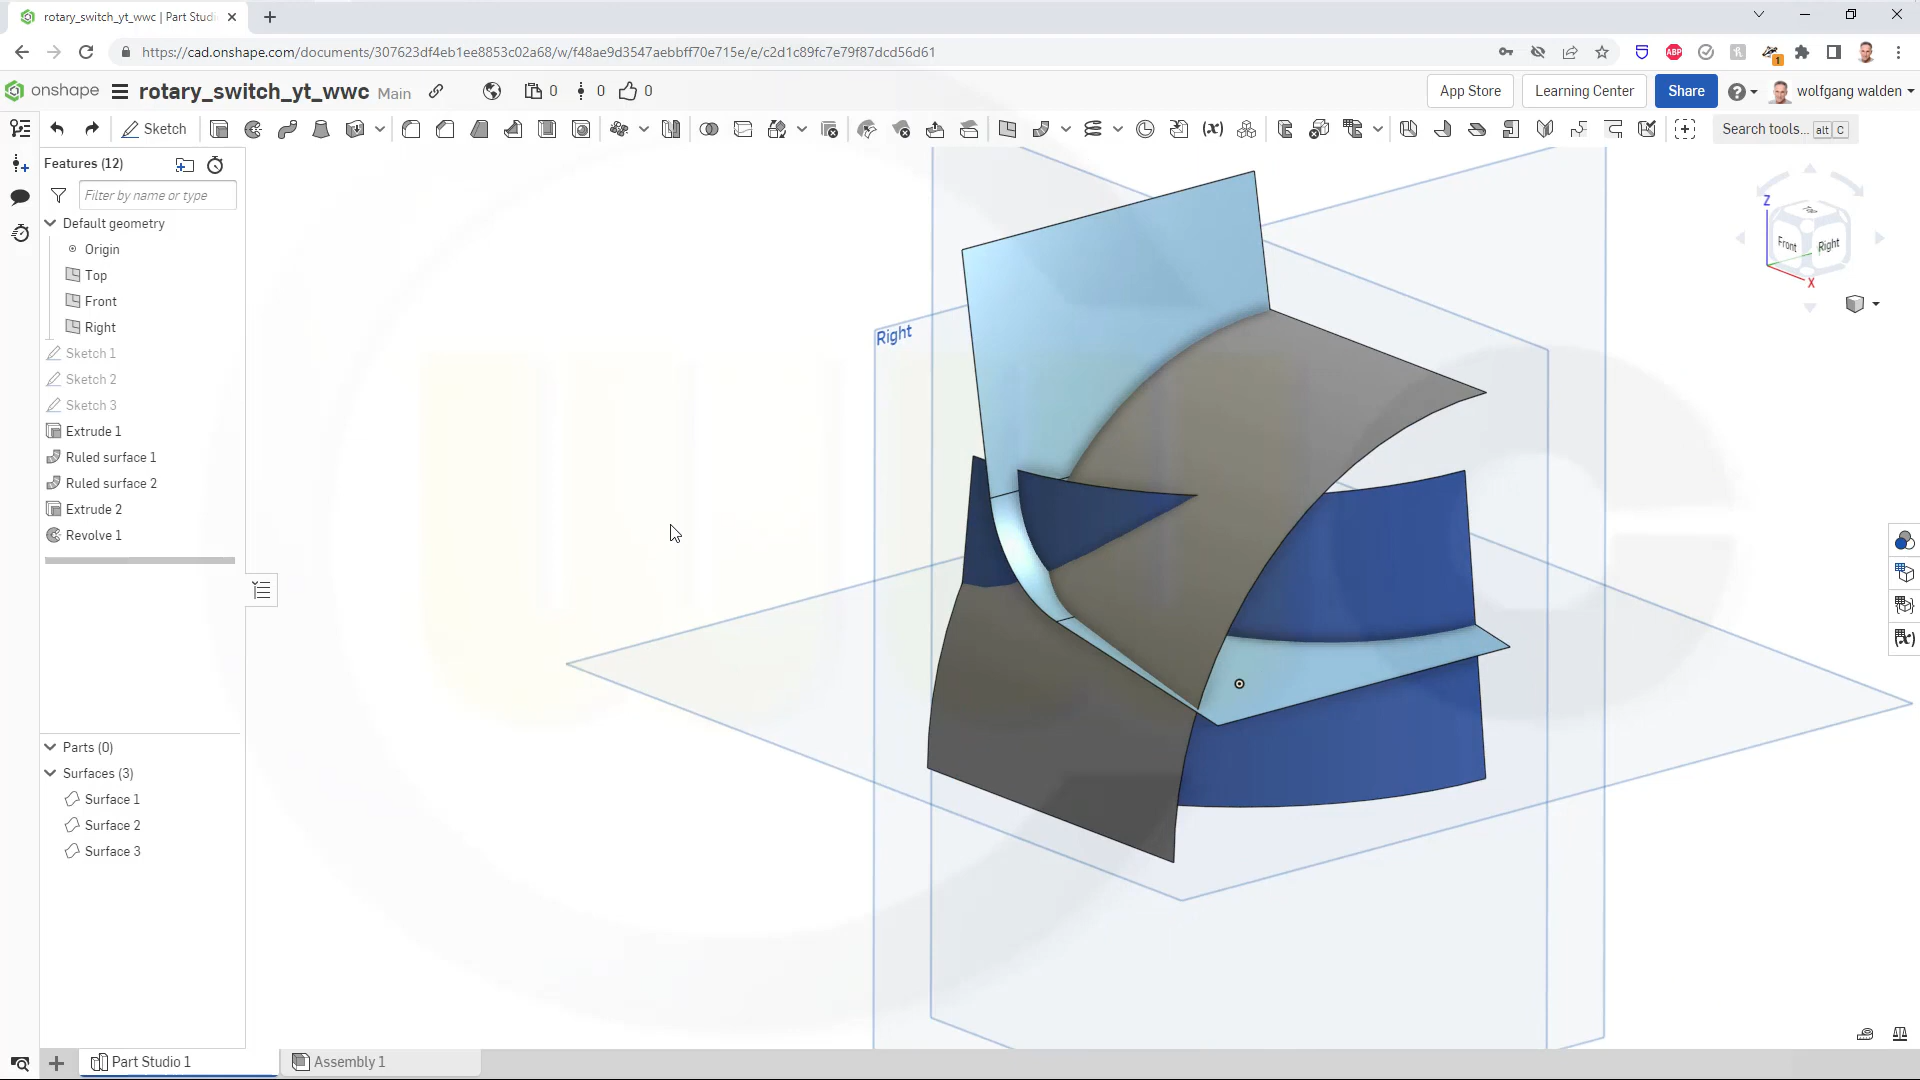 rotary_switch_yt_wwc | Part Studi
https://cad.onshape.com/documents/307623df4eb1ee8853c02a68/w/f48ae9d3547aebbff70e715e/e/c2d1c89fc7e79f87dcd56d61
ABP
1
onshape
rotary_switch_yt_wwc Main
0
0
0
App Store
Learning Center
Share
wolfgang walden
Sketch
Search tools... alt C
Features (12)
Filter by name or type
Default geometry
Origin
Top
Front
Right
Sketch 1
Sketch 2
Sketch 3
Extrude 1
Ruled surface 1
Ruled surface 2
Extrude 2
Revolve 1
Parts (0)
Surfaces (3)
Surface 1
Surface 2
Surface 3
Right
Z
Top
Front
Right
X
Part Studio 1
Assembly 1